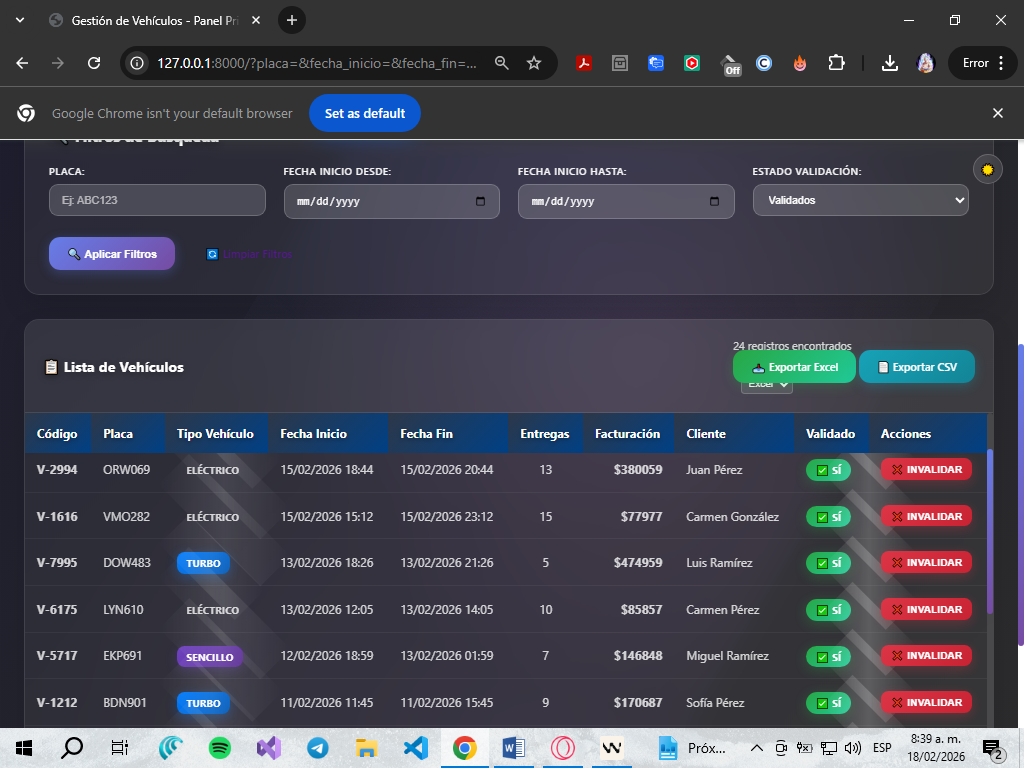 Gestión de Vehículos - Panel Pri
127.0.0.1:8000/?placa=&fecha_inicio=&fecha_fin=...
Off
Error
Google Chrome isn't your default browser
Set as default
Filtros de Búsqueda
PLACA:
FECHA INICIO DESDE:
FECHA INICIO HASTA:
ESTADO VALIDACIÓN:
Ej: ABC123
mm/dd/yyyy
mm/dd/yyyy
Validados
Aplicar Filtros
Limpiar Filtros
24 registros encontrados
Lista de Vehículos
Exportar Excel
Exportar CSV
Excel
Código Placa Tipo Vehículo Fecha Inicio Fecha Fin Entregas Facturación Cliente Validado Acciones
V-2994 ORW069 ELÉCTRICO 15/02/2026 18:44 15/02/2026 20:44 13 $380059 Juan Pérez SÍ INVALIDAR
V-1616 VMO282 ELÉCTRICO 15/02/2026 15:12 15/02/2026 23:12 15 $77977 Carmen González SÍ INVALIDAR
V-7995 DOW483 TURBO 13/02/2026 18:26 13/02/2026 21:26 5 $474959 Luis Ramírez SÍ INVALIDAR
V-6175 LYN610 ELÉCTRICO 13/02/2026 12:05 13/02/2026 14:05 10 $85857 Carmen Pérez SÍ INVALIDAR
V-5717 EKP691 SENCILLO 12/02/2026 18:59 13/02/2026 01:59 7 $146848 Miguel Ramírez SÍ INVALIDAR
V-1212 BDN901 TURBO 11/02/2026 11:45 11/02/2026 15:45 9 $170687 Sofía Pérez SÍ INVALIDAR
Próx...
ESP
8:39 a. m.
18/02/2026
2